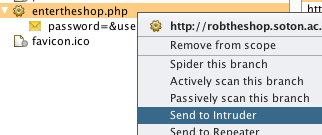 entertheshop.php
password=&use
favicon.ico
http://robtheshop.soton.ac.
Remove from scope
Spider this branch
Actively scan this branch
Passively scan this branch
Send to Intruder
Send to Repeater